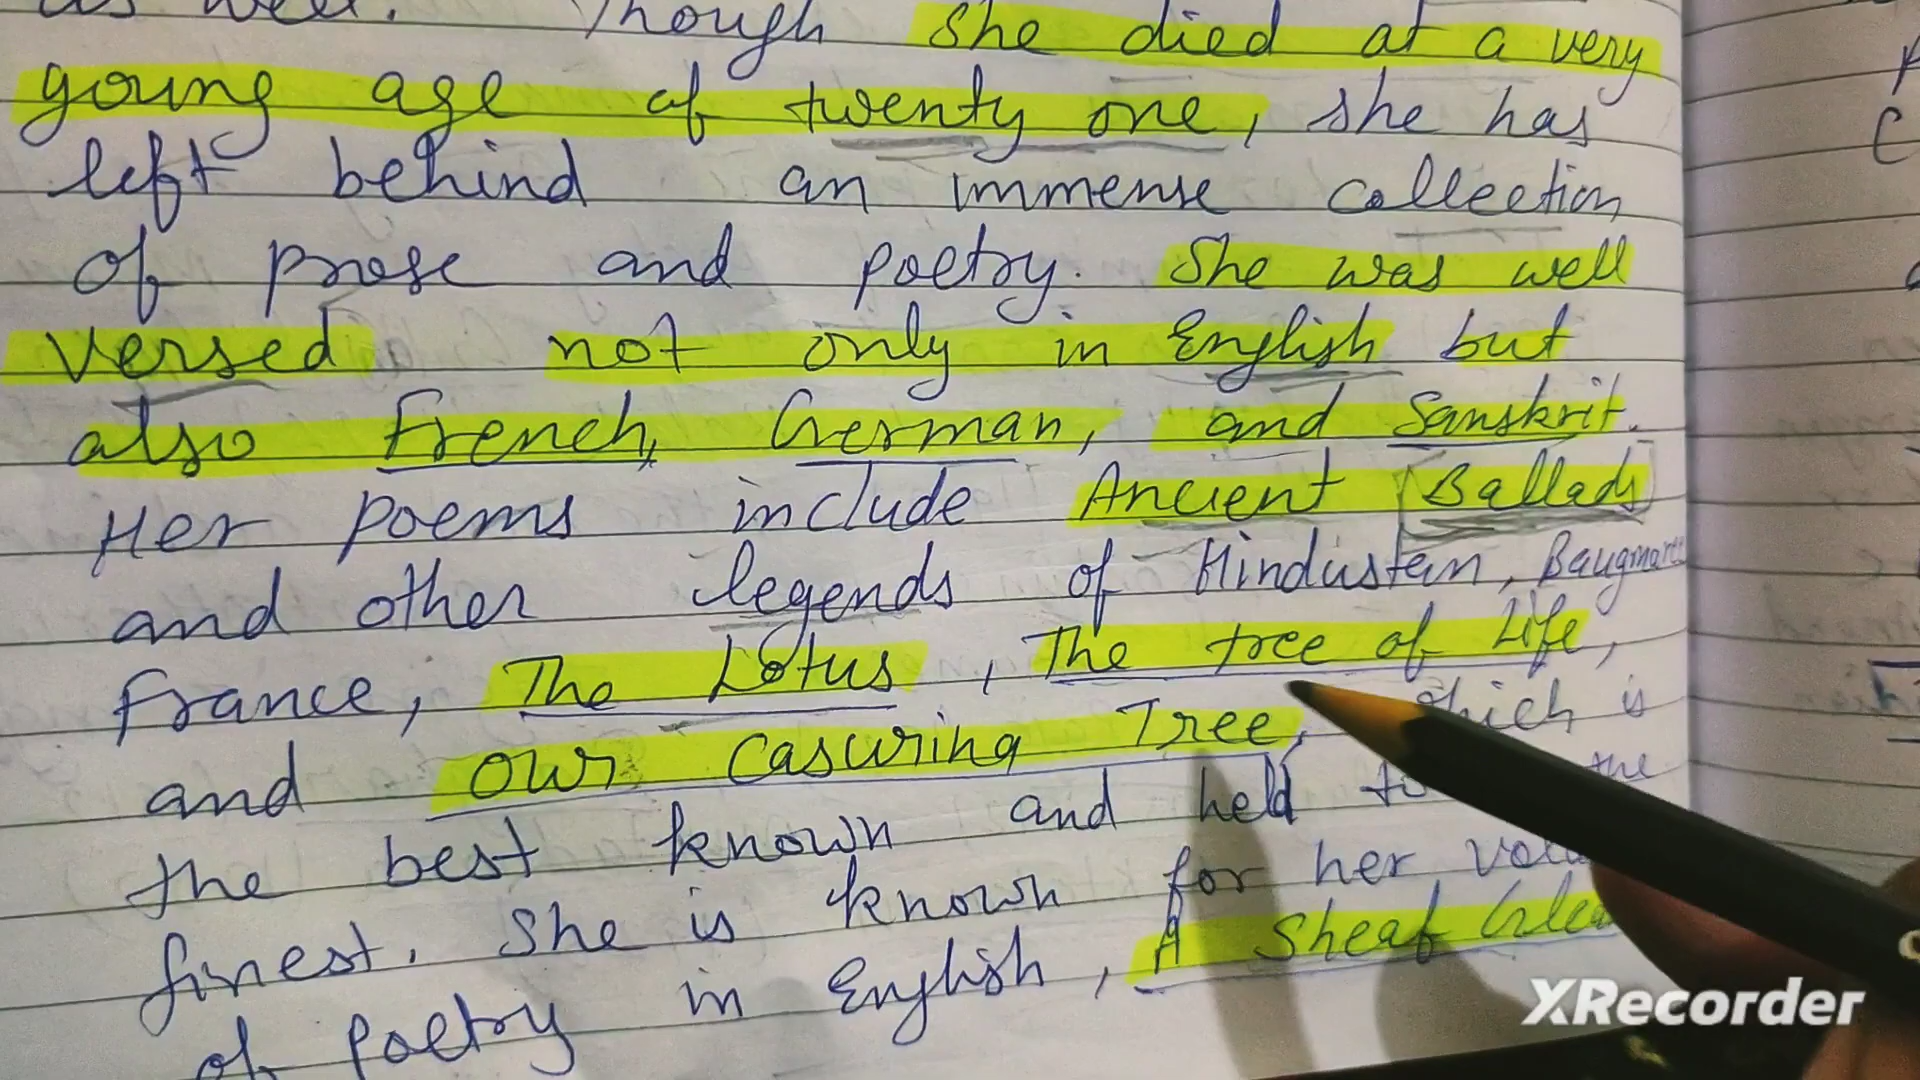 as well. Though she died at a very
young age of twenty one, she has
left behind an immense collection
of prose and poetry. She was well
versed not only in English but
also French, German, and Sanskrit.
Her poems include Ancient Ballads
and other legends of Hindustan,
France, The Lotus, The tree of Life,
and our casuring Tree, which is
the best known and held the
finest. She is known for her
of poetry in English, A Sheaf
XRecorder